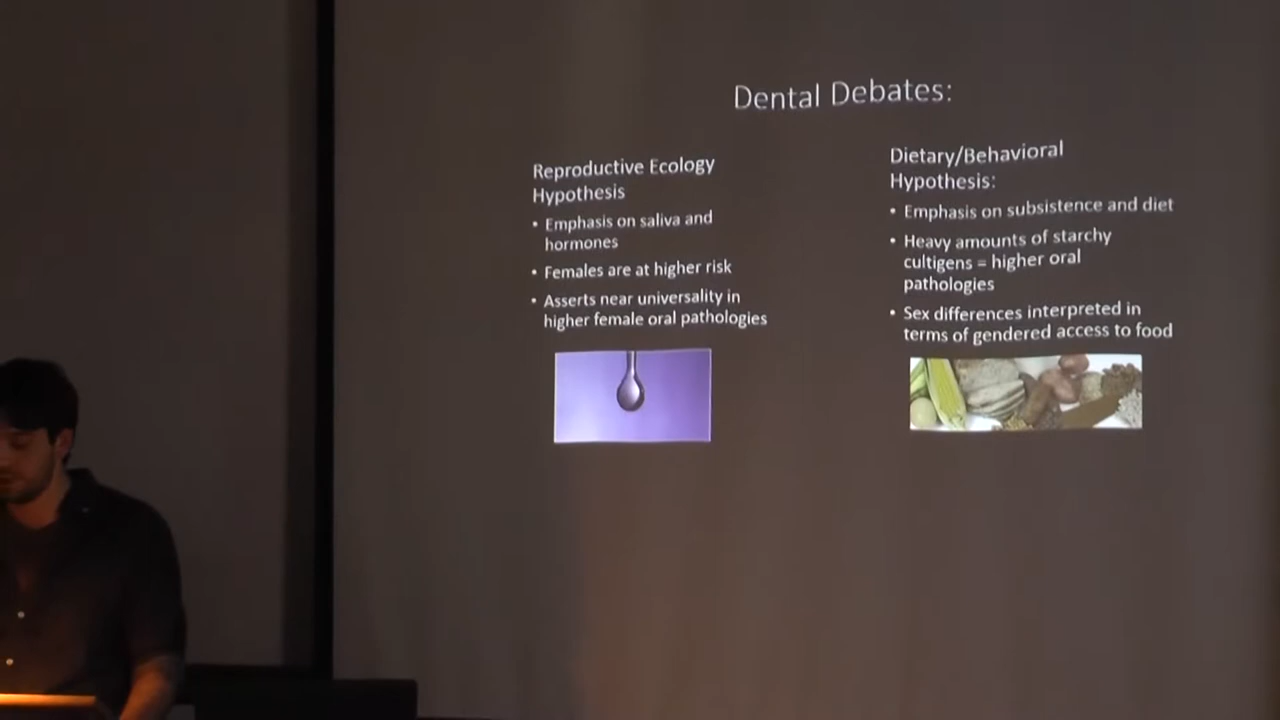 Dental Debates:
Reproductive Ecology
Hypothesis
• Emphasis on saliva and
hormones
• Females are at higher risk
• Asserts near universality in
higher female oral pathologies
Dietary/Behavioral
Hypothesis:
• Emphasis on subsistence and diet
• Heavy amounts of starchy
cultigens = higher oral
pathologies
• Sex differences interpreted in
terms of gendered access to food